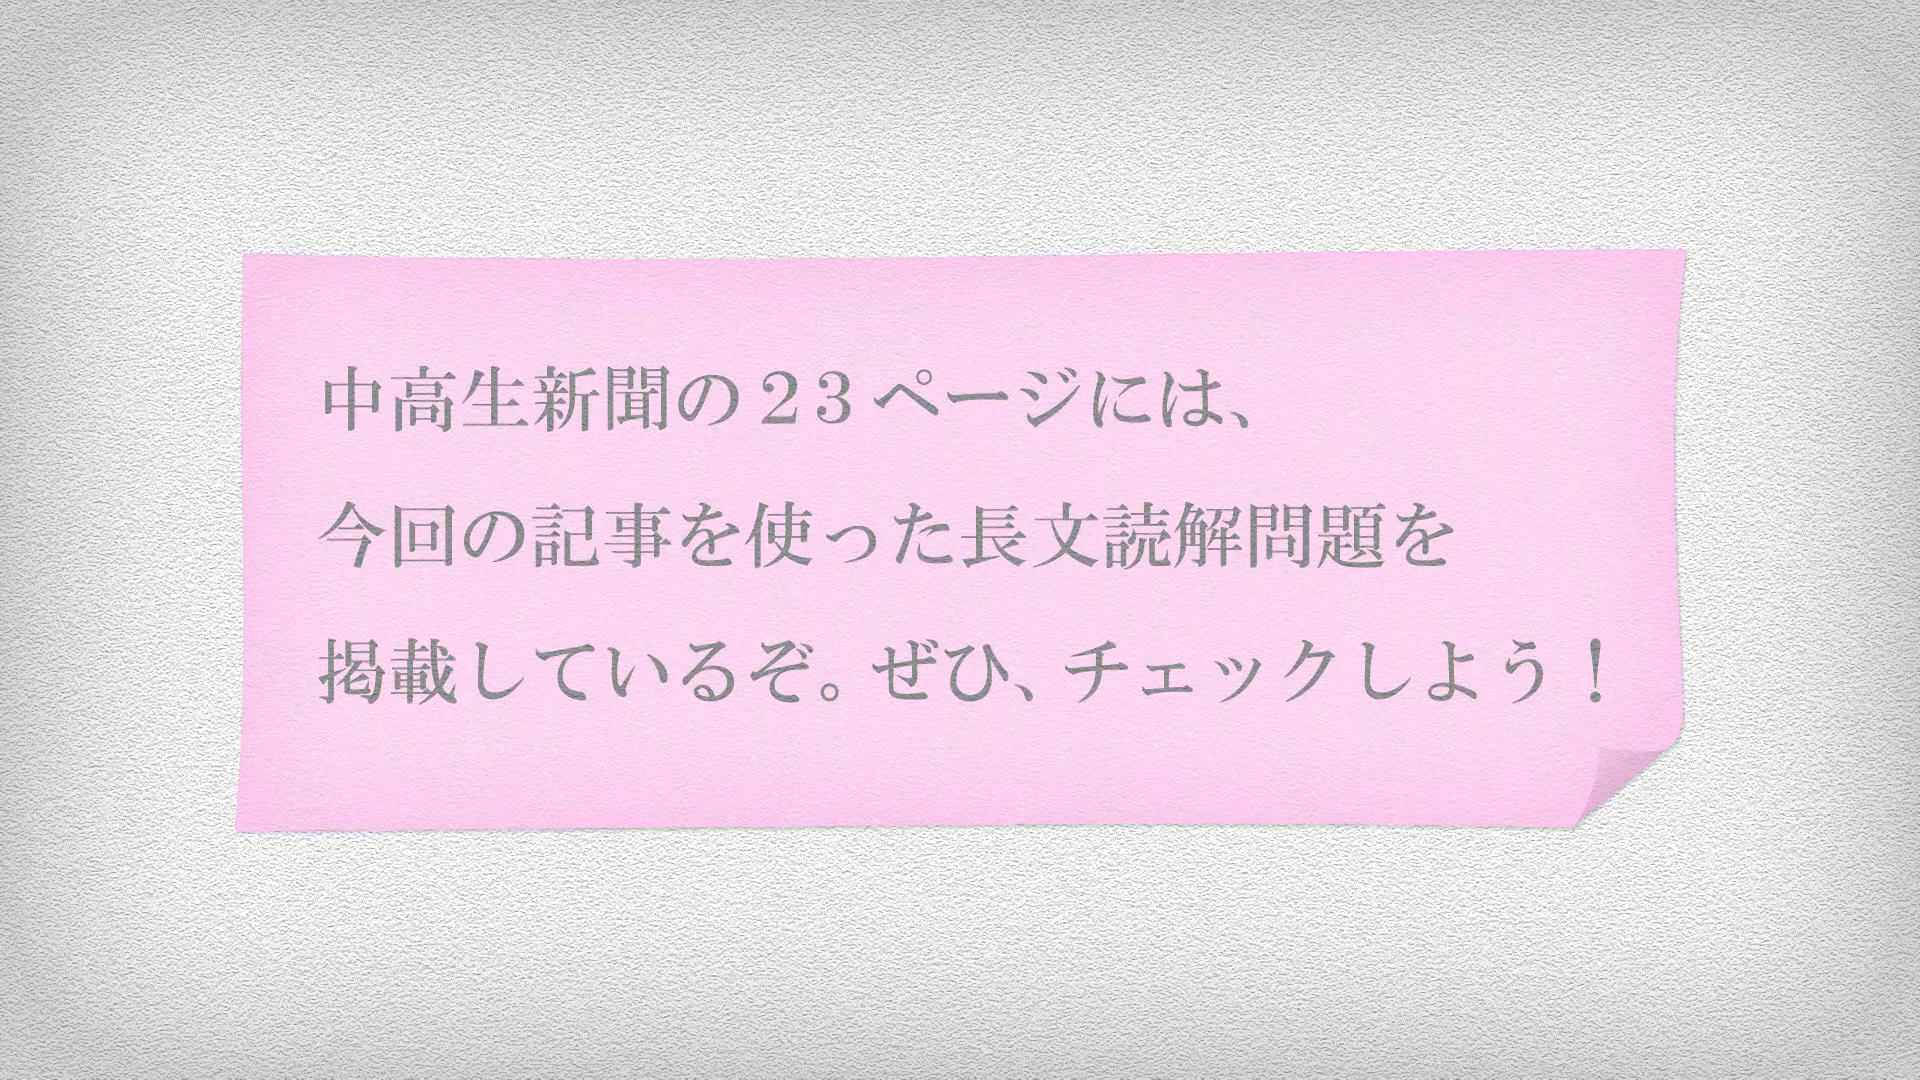 中高生新聞の２３ページには、
今回の記事を使った長文読解問題を
掲載しているぞ。ぜひ、チェックしよう！